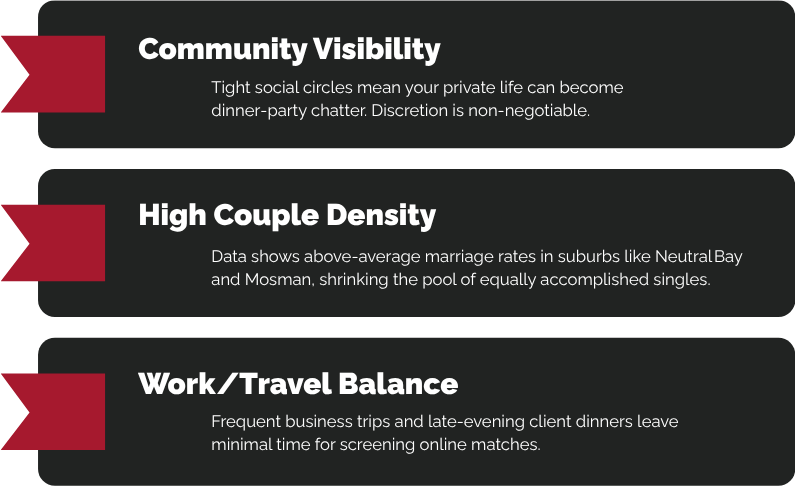 Community Visibility
Tight social circles mean your private life can become
dinner-party chatter. Discretion is non-negotiable.
High Couple Density
Data shows above-average marriage rates in suburbs like Neutral Bay
and Mosman, shrinking the pool of equally accomplished singles.
Work/Travel Balance
Frequent business trips and late-evening client dinners leave
minimal time for screening online matches.